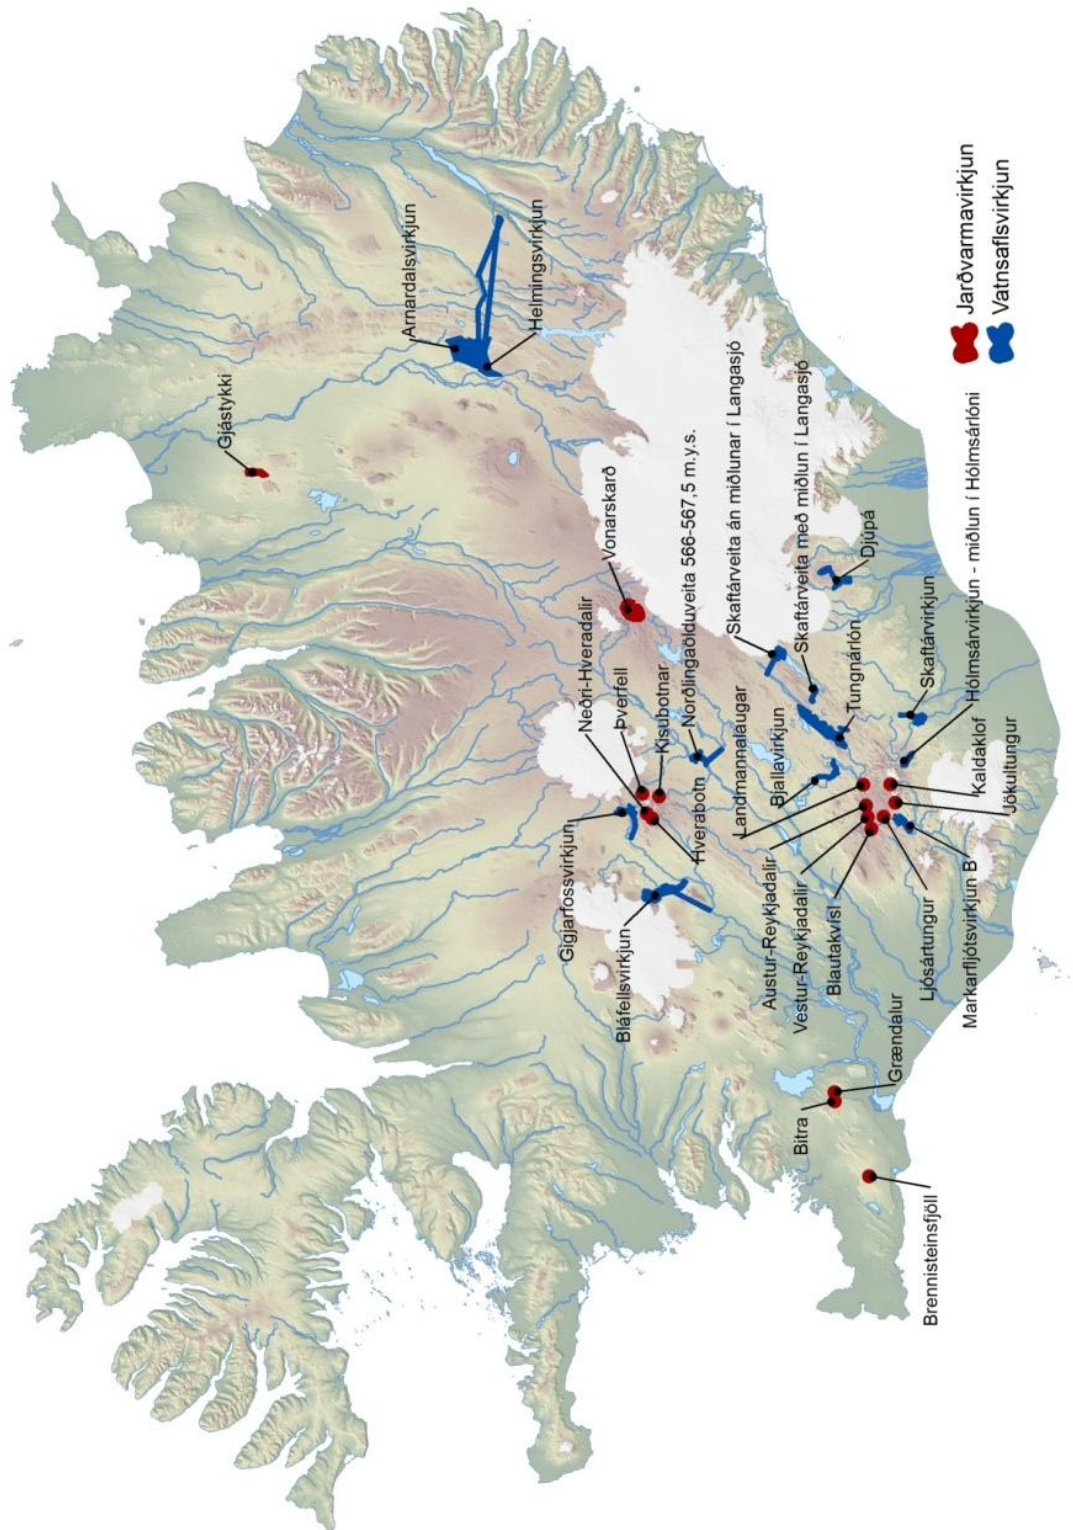 Gjástykki
Arnardalsvirkjun
Helmingsvirkjun
Vonarskarð
Neðri-Hveradalir
Þverfell
Kisubotnar
Hverabotn
Gigjarfossvirkjun
Bláfellsvirkjun
Norðlingaölduveita 566-567,5 m.y.s.
Skaftárveita án miðlunar í Langasjó
Skaftárveita með miðlun í Langasjó
Tungnárlón
Djúpá
Landmannalaugar
Bjallavirkjun
Austur-Reykjadalir
Vestur-Reykjadalir
Blautakvísl
Ljósártungur
Markarfljótsvirkjun B
Jökultungur
Kaldaklof
Hólmsárvirkjun - miðlun í Hólmsárlóni
Skaftárvirkjun
Bitra
Grændalur
Brennisteinsfjöll
Jarðvarmavirkjun
Vatnsaflsvirkjun